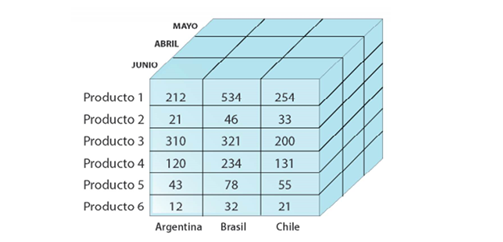 MAYO
ABRIL
JUNIO
Producto 1 212 534 254
Producto 2 21 46 33
Producto 3 310 321 200
Producto 4 120 234 131
Producto 5 43 78 55
Producto 6 12 32 21
Argentina Brasil Chile